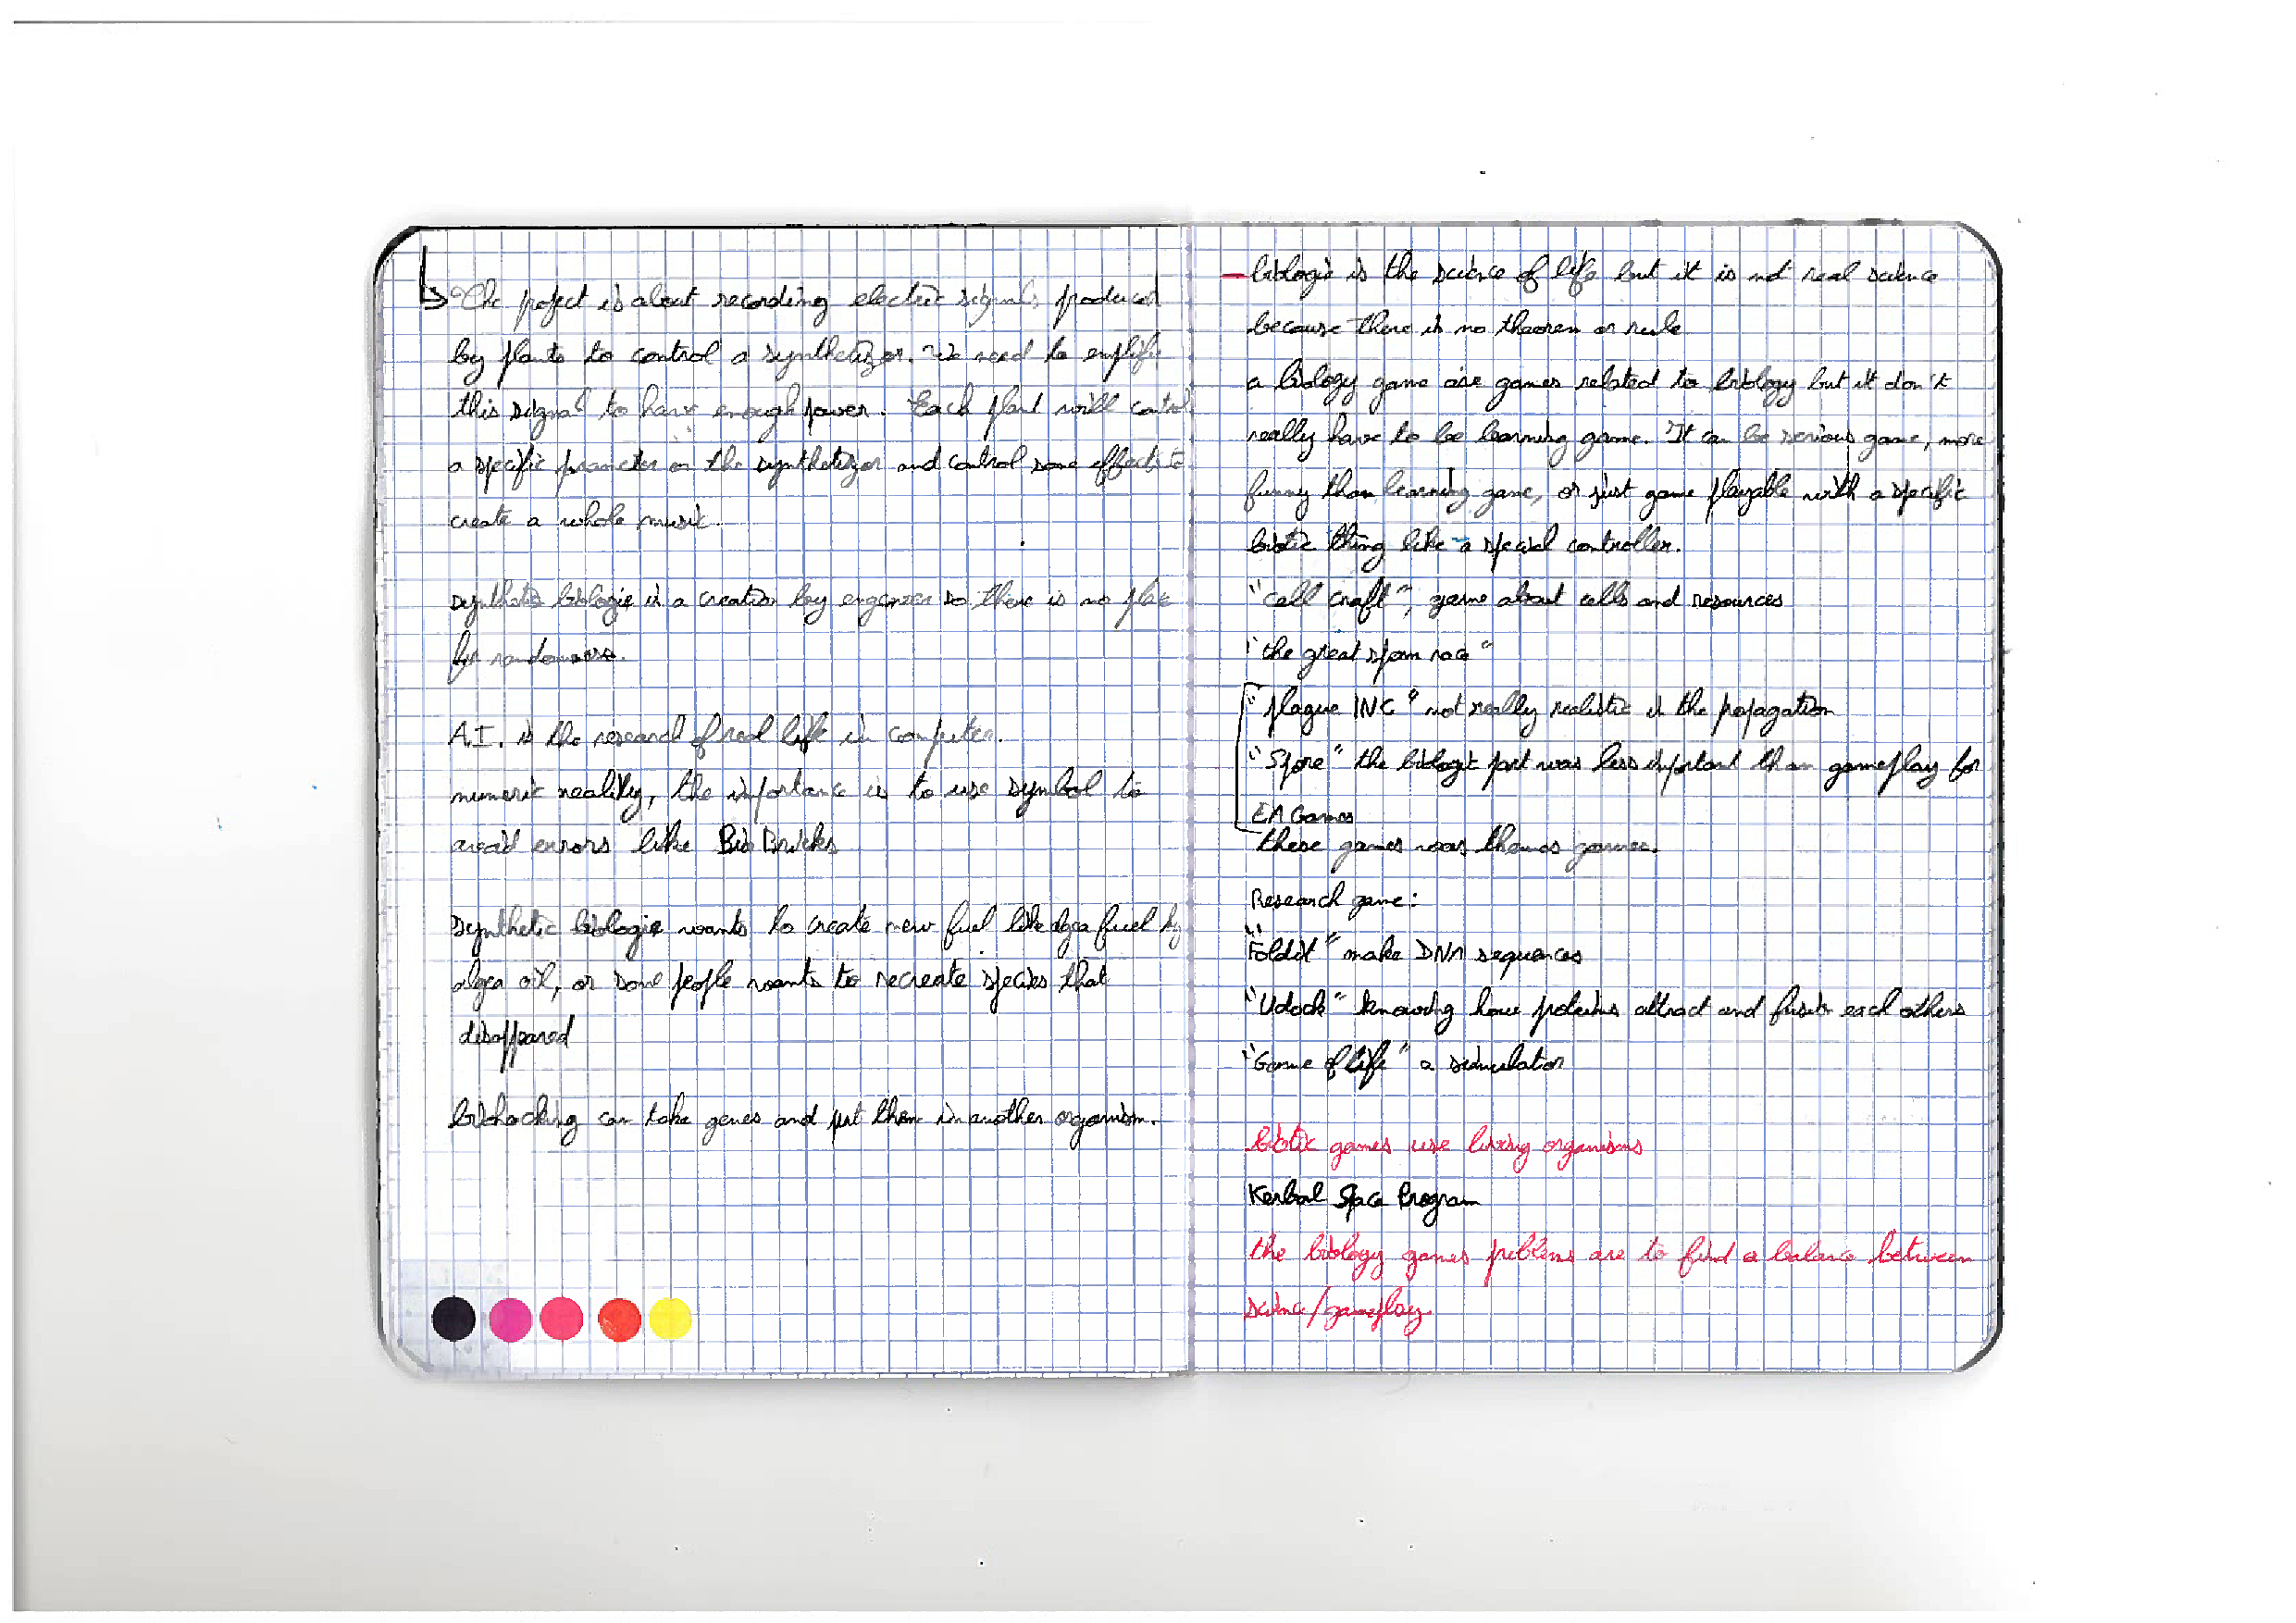 The project is about recording electric signals produced
by plants to control a synthetizor. We need to emplifie
this signal to have enough power. Each plant will control
a specific prameter on the synthetizor and control some effects to
create a whole music.
synthetic biologie is a creation by engeneer so there is no place
for randomness.
A.I. is the research of real life in computer.
numeric reality, the importance is to use symbol to
avoid errors like BioBricks
synthetic biologie wants to create new fuel like algea fuel by
algea oil, or some people wants to recreate species that
disappeared
biohacking can take genes and put them in another organism.
- biologie is the science of life but it is not real science
because there is no theorem or rule
a biology game are games related to biology but it don't
really have to be learning game. It can be serious game, more
funny than learning game, or just game playable with a specific
biotic thing like a special controller.
"cell craft", game about cells and resources
"the great sperm race"
"plague INC" not really realistic in the propagation
"Spore" the biologic part was less important than gameplay for
EA Games
these games was themes games.
Research game:
"Foldit" make DNA sequences
"Udock" knowing how proteins attract and fusion each others
"Game of life" a simulation
biotic games use living organisms
Kerbal Space Program
the biology games problems are to find a balance between
science/gameplay